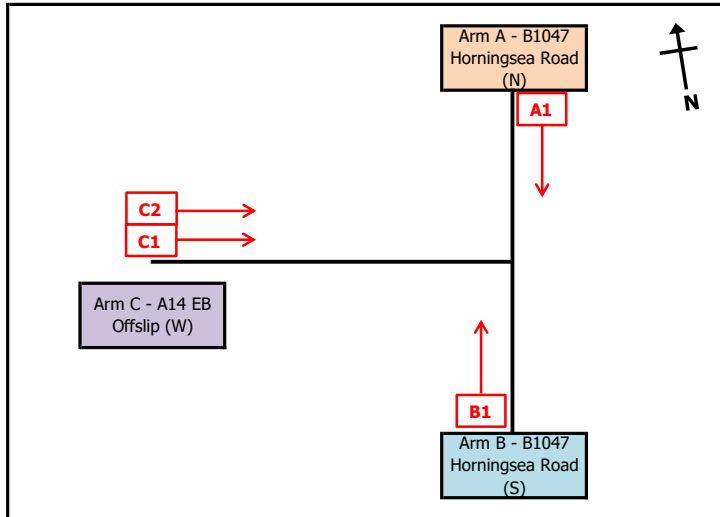 Arm A - B1047
Horningsea Road
(N)
A1
N
C2
C1
Arm C - A14 EB
Offslip (W)
B1
Arm B - B1047
Horningsea Road
(S)